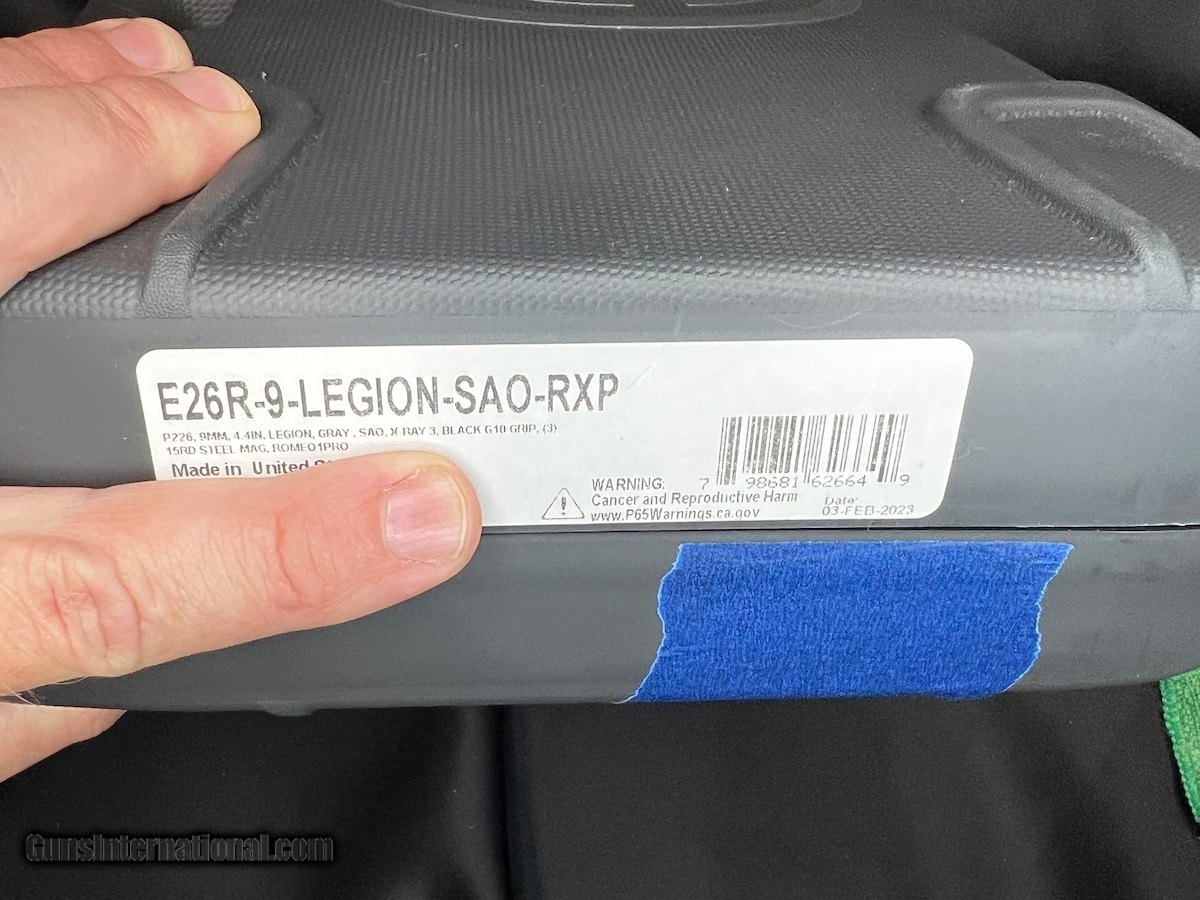 E26R-9-LEGION-SAO-RXP
P226, 9MM, 4.4IN, LEGION, GRAY , SAO, X-RAY 3, BLACK G10 GRIP, (3)
15RD STEEL MAG, ROMEO1PRO
Made in United
WARNING:
Cancer and Reproductive Harm
www.P65Warnings.ca.gov
7 98681 62664 9
Date:
03-FEB-2023
GunsInternational.com